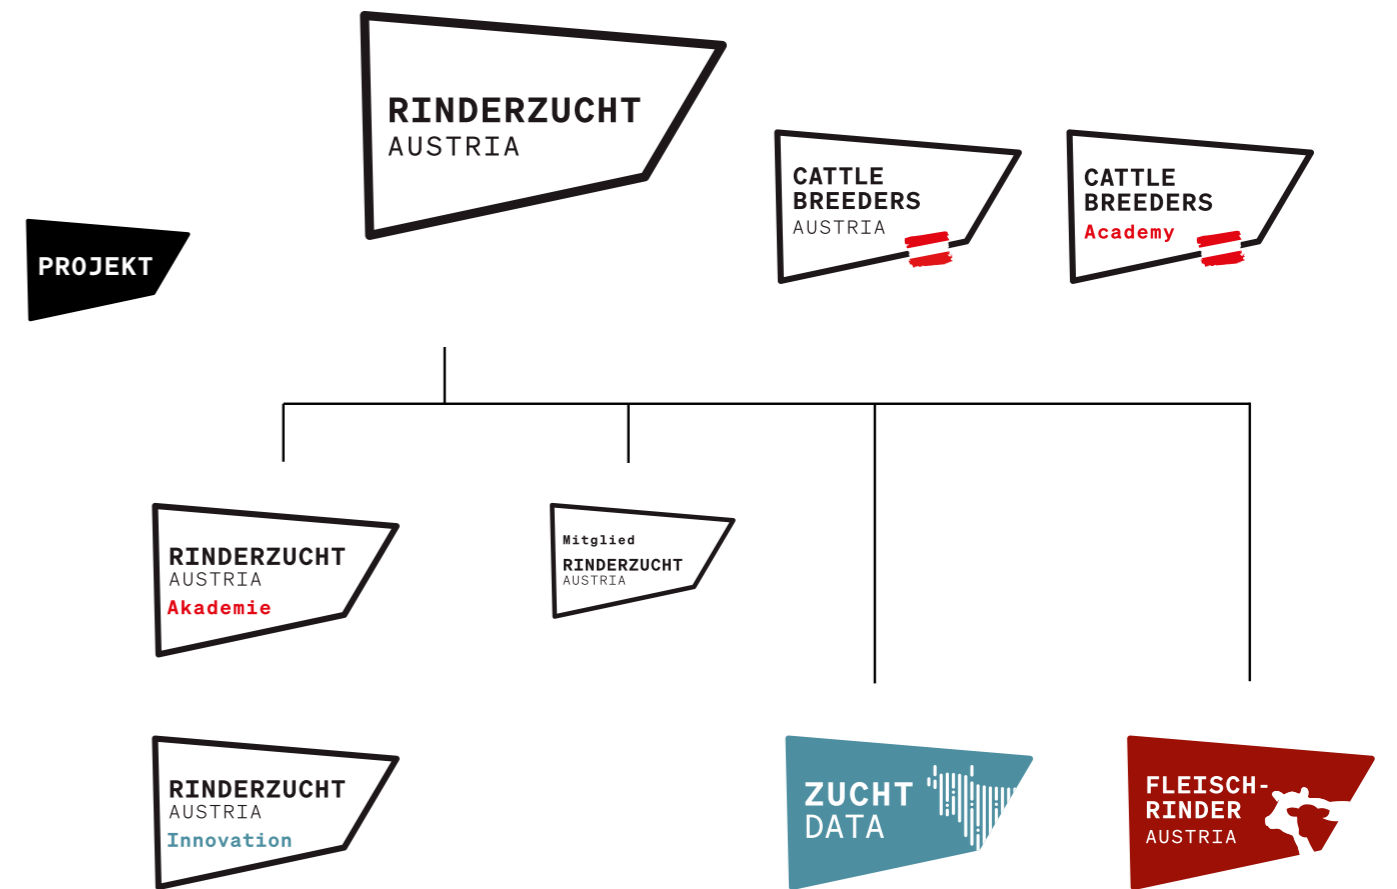 RINDERZUCHT
AUSTRIA
CATTLE
BREEDERS
AUSTRIA
CATTLE
BREEDERS
Academy
PROJEKT
RINDERZUCHT
AUSTRIA
Akademie
Mitglied
RINDERZUCHT
AUSTRIA
RINDERZUCHT
AUSTRIA
Innovation
ZUCHT
DATA
FLEISCH-
RINDER
AUSTRIA